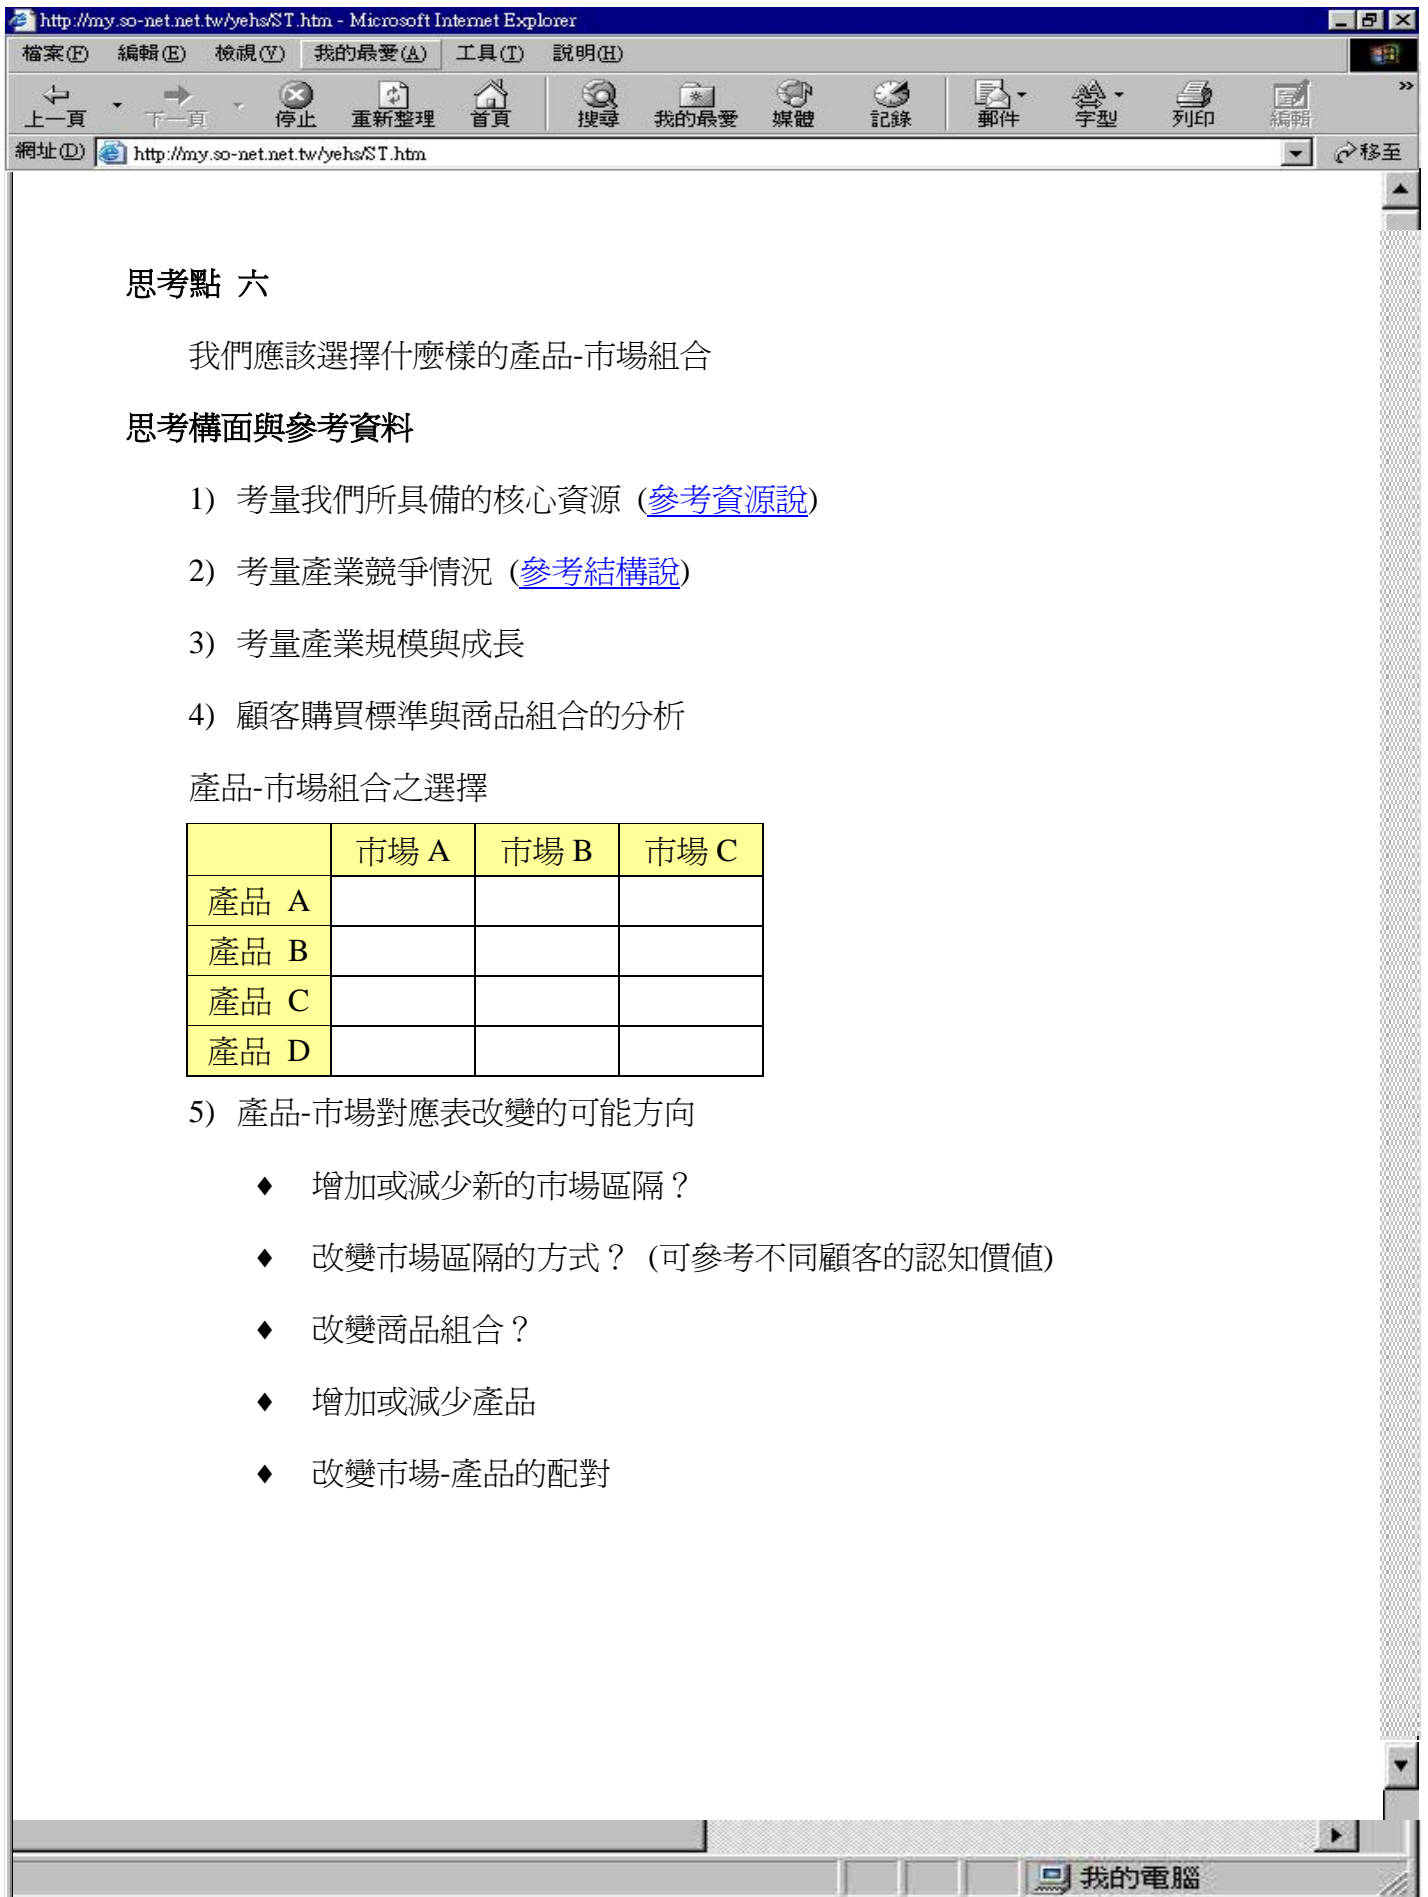 http://my.so-net.net.tw/yehs/ST.htm - Microsoft Internet Explorer
檔案(F) 編輯(E) 檢視(V) 我的最愛(A) 工具(T) 說明(H)
上一頁 下一頁 停止 重新整理 首頁 搜尋 我的最愛 媒體 記錄 郵件 字型 列印 編輯 »
網址(D) http://my.so-net.net.tw/yehs/ST.htm 移至
思考點 六
我們應該選擇什麼樣的產品-市場組合
思考構面與參考資料
1) 考量我們所具備的核心資源 (參考資源說)
2) 考量產業競爭情況 (參考結構說)
3) 考量產業規模與成長
4) 顧客購買標準與商品組合的分析
產品-市場組合之選擇
市場 A 市場 B 市場 C
產品 A
產品 B
產品 C
產品 D
5) 產品-市場對應表改變的可能方向
♦ 增加或減少新的市場區隔？
♦ 改變市場區隔的方式？ (可參考不同顧客的認知價值)
♦ 改變商品組合？
♦ 增加或減少產品
♦ 改變市場-產品的配對
我的電腦